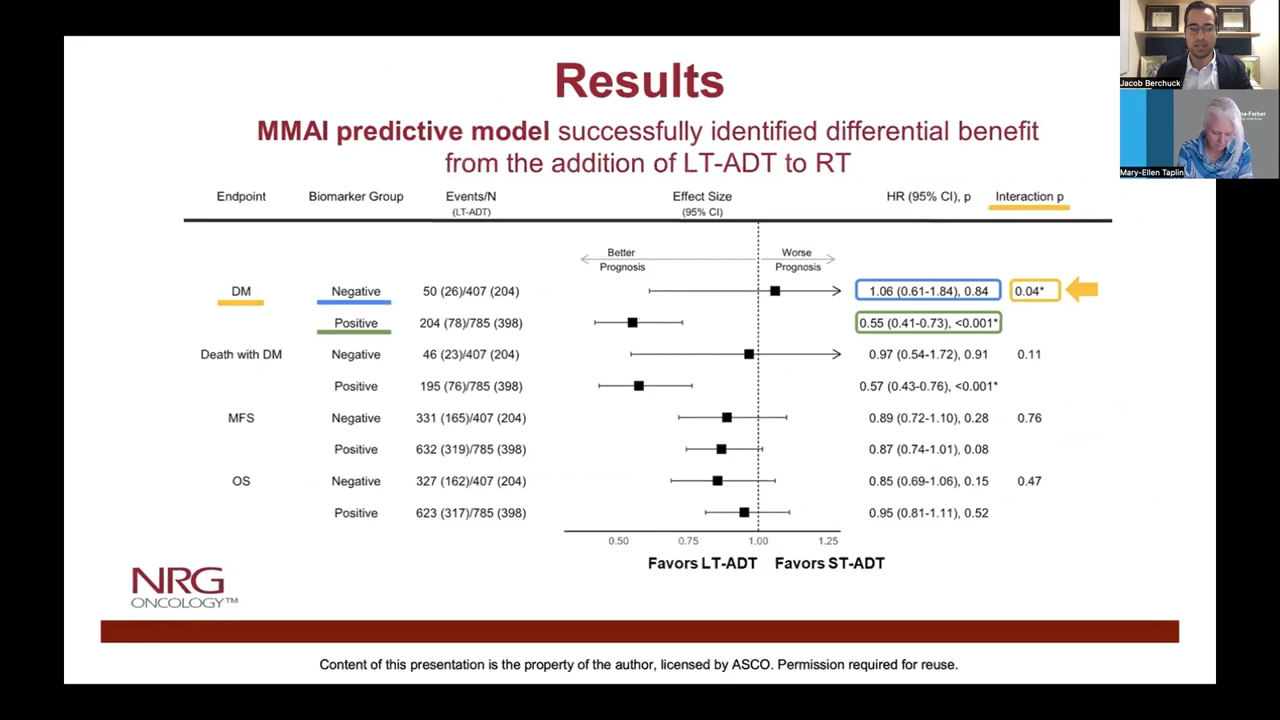 Results
MMAI predictive model successfully identified differential benefit
from the addition of LT-ADT to RT
Endpoint Biomarker Group Events/N Effect Size HR (95% CI), p Interaction p
(LT-ADT) (95% CI)
Better Worse
Prognosis Prognosis
DM Negative 50 (26)/407 (204) 1.06 (0.61-1.84), 0.84 0.04*
Positive 204 (78)/785 (398) 0.55 (0.41-0.73), <0.001*
Death with DM Negative 46 (23)/407 (204) 0.97 (0.54-1.72), 0.91 0.11
Positive 195 (76)/785 (398) 0.57 (0.43-0.76), <0.001*
MFS Negative 331 (165)/407 (204) 0.89 (0.72-1.10), 0.28 0.76
Positive 632 (319)/785 (398) 0.87 (0.74-1.01), 0.08
OS Negative 327 (162)/407 (204) 0.85 (0.69-1.06), 0.15 0.47
Positive 623 (317)/785 (398) 0.95 (0.81-1.11), 0.52
0.50 0.75 1.00 1.25
Favors LT-ADT Favors ST-ADT
NRG
ONCOLOGY™
Content of this presentation is the property of the author, licensed by ASCO. Permission required for reuse.
Jacob Berchuck
Mary-Ellen Taplin